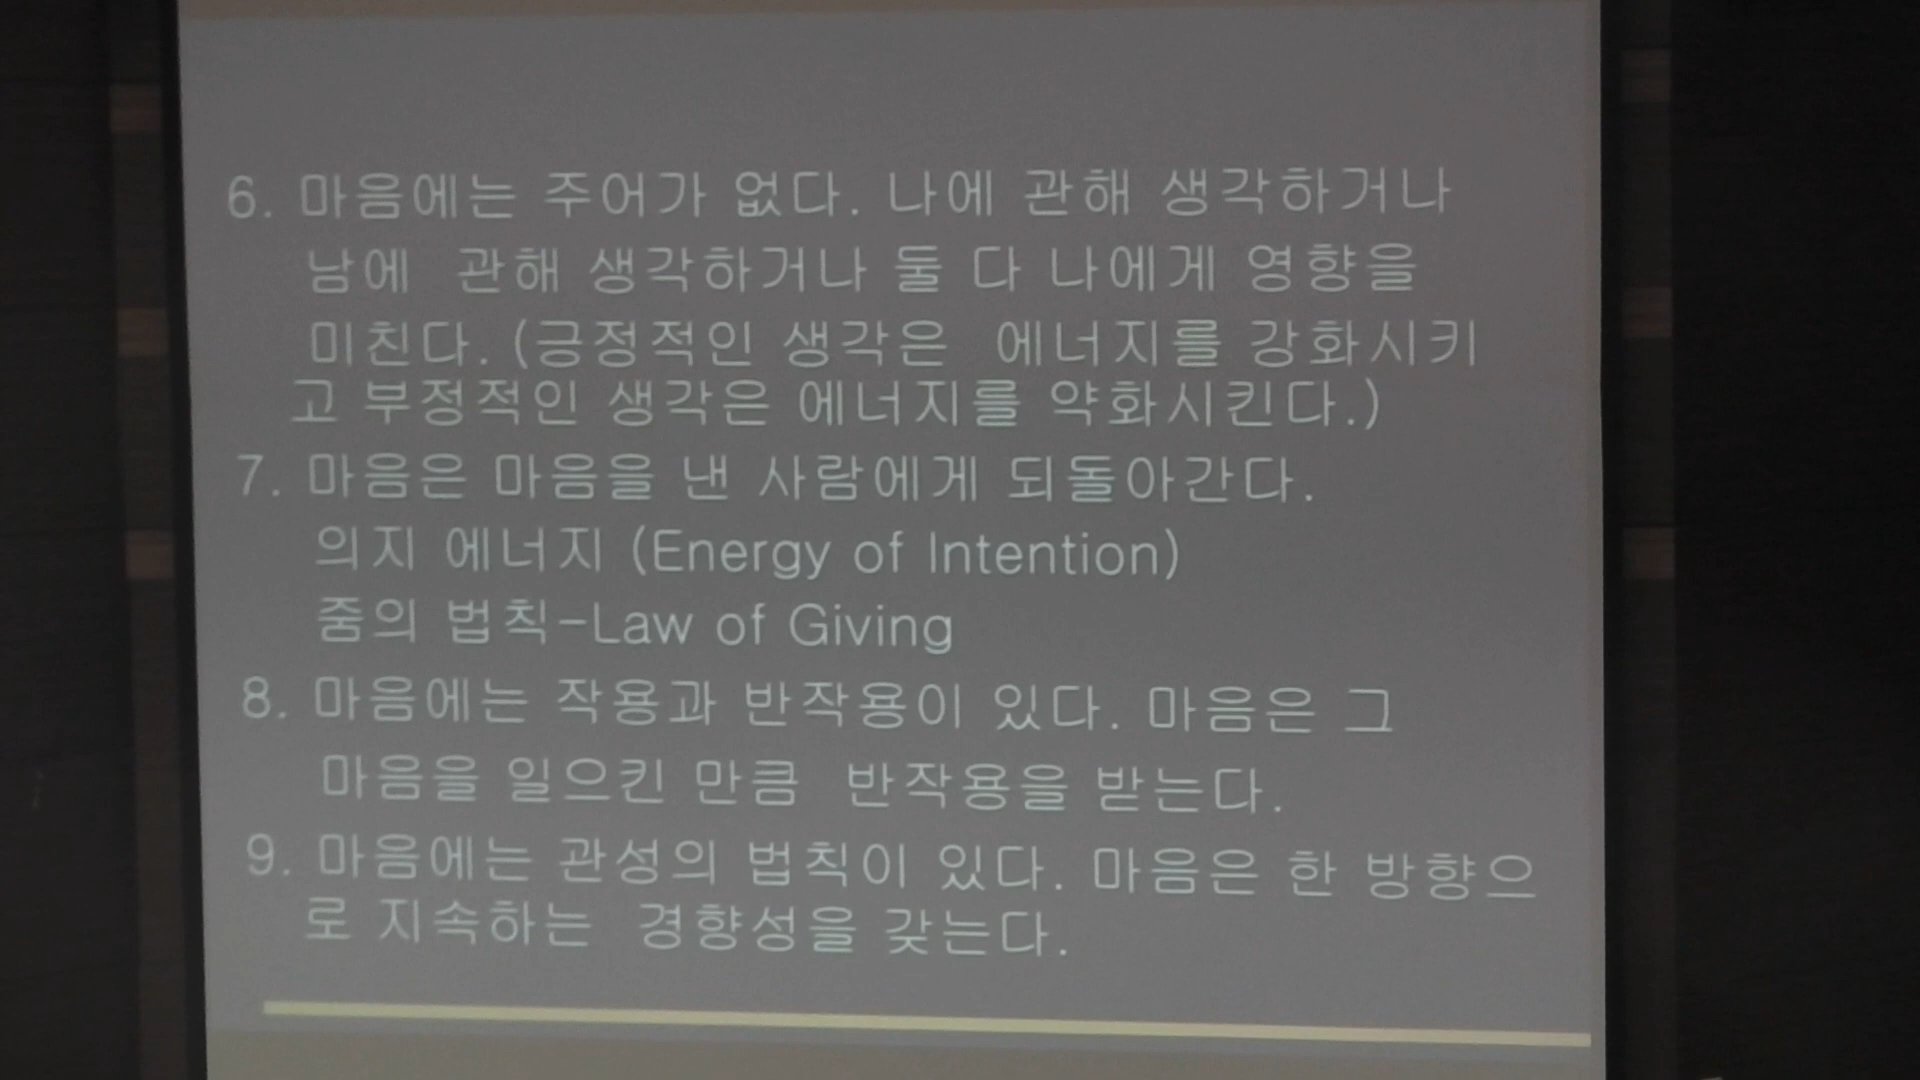 6. 마음에는 주어가 없다. 나에 관해 생각하거나
남에 관해 생각하거나 둘 다 나에게 영향을
미친다. (긍정적인 생각은 에너지를 강화시키
고 부정적인 생각은 에너지를 약화시킨다.)
7. 마음은 마음을 낸 사람에게 되돌아간다.
의지 에너지 (Energy of Intention)
줌의 법칙-Law of Giving
8. 마음에는 작용과 반작용이 있다. 마음은 그
마음을 일으킨 만큼 반작용을 받는다.
9. 마음에는 관성의 법칙이 있다. 마음은 한 방향으
로 지속하는 경향성을 갖는다.